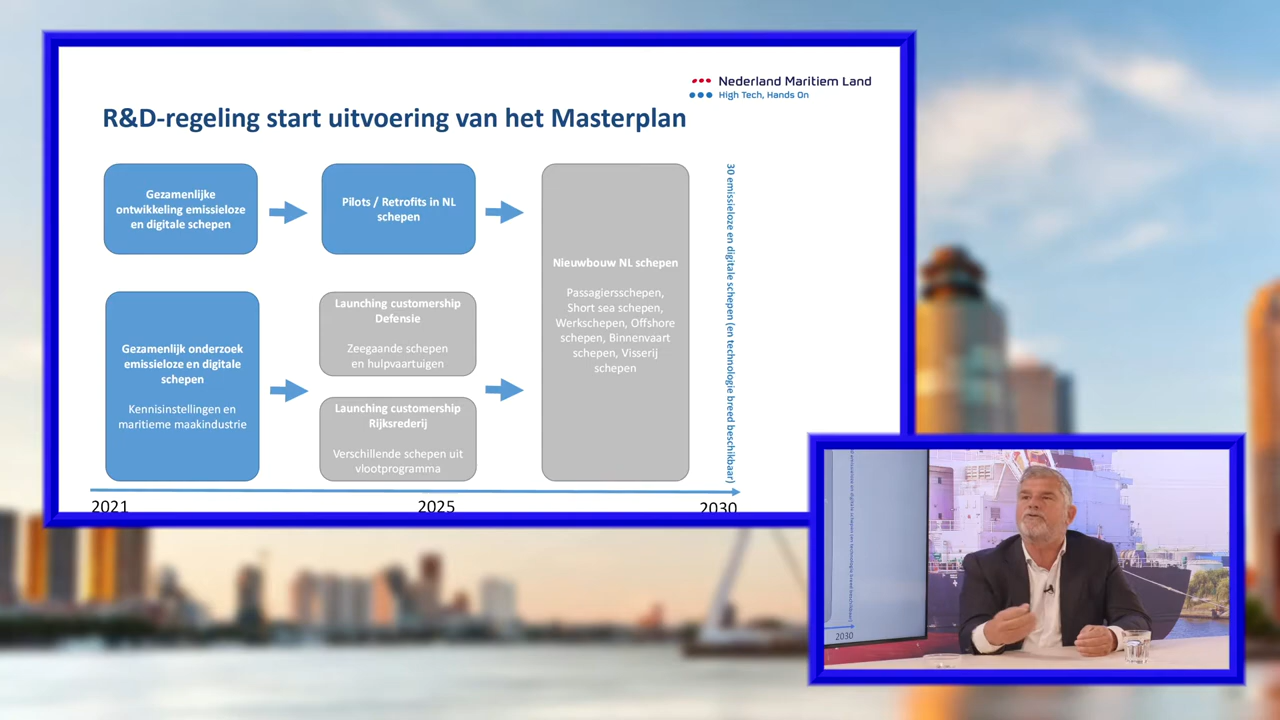 Nederland Maritiem Land
High Tech, Hands On
R&D-regeling start uitvoering van het Masterplan
Gezamenlijke
ontwikkeling emissieloze
en digitale schepen
Pilots / Retrofits in NL
schepen
Gezamenlijk onderzoek
emissieloze en digitale
schepen
Kennisinstellingen en
maritieme maakindustrie
Launching customership
Defensie
Zeegaande schepen
en hulpvaartuigen
Launching customership
Rijksrederij
Verschillende schepen uit
vlootprogramma
Nieuwbouw NL schepen
Passagiersschepen,
Short sea schepen,
Werkschepen, Offshore
schepen, Binnenvaart
schepen, Visserij
schepen
30 emissieloze en digitale schepen (en technologie breed beschikbaar)
2021
2025
2030
2030